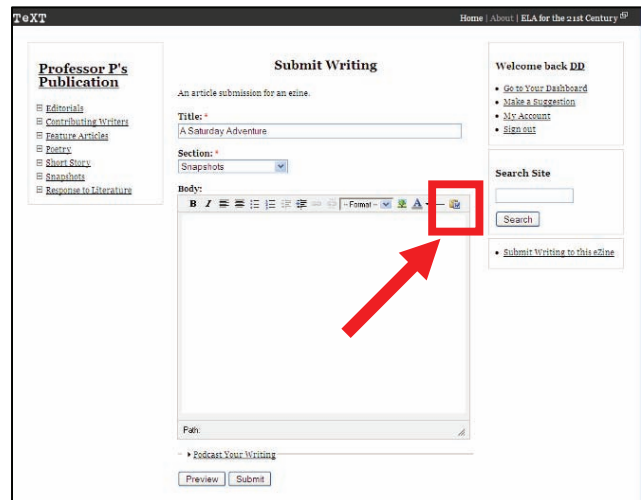 TeXT
Home | About | ELA for the 21st Century
Professor P's
Publication
Editorials
Contributing Writers
Feature Articles
Poetry
Short Story
Snapshots
Response to Literature
Submit Writing
An article submission for an ezine.
Title: *
A Saturday Adventure
Section: *
Snapshots
Body:
B I -- Format -- A
Path:
Podcast Your Writing
Preview Submit
Welcome back DD
Go to Your Dashboard
Make a Suggestion
My Account
Sign out
Search Site
Search
Submit Writing to this eZine